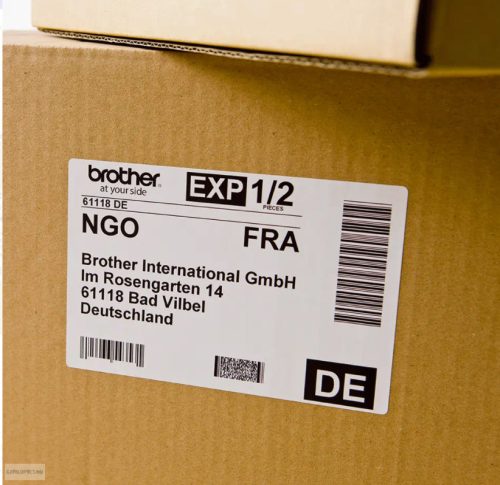 brother
at your side
EXP 1/2
PIECES
61118 DE
NGO FRA
Brother International GmbH
Im Rosengarten 14
61118 Bad Vilbel
Deutschland
DE